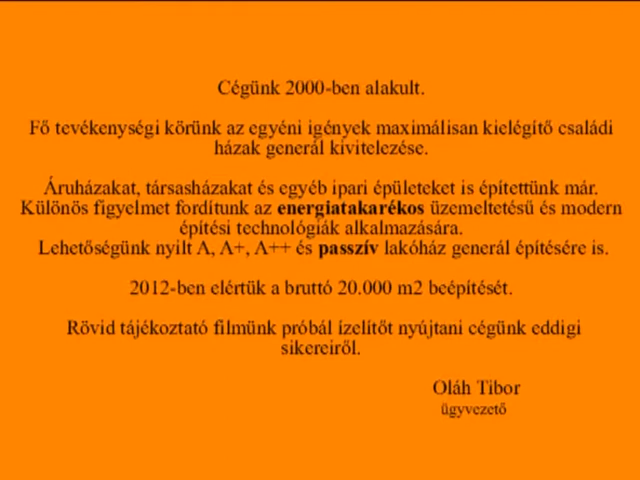 Cégünk 2000-ben alakult.
Fő tevékenységi körünk az egyéni igények maximálisan kielégítő családi
házak generál kivitelezése.
Áruházakat, társasházakat és egyéb ipari épületeket is építettünk már.
Különös figyelmet fordítunk az energiatakarékos üzemeltetésű és modern
építési technológiák alkalmazására.
Lehetőségünk nyilt A, A+, A++ és passzív lakóház generál építésére is.
2012-ben elértük a bruttó 20.000 m2 beépítését.
Rövid tájékoztató filmünk próbál ízelítőt nyújtani cégünk eddigi
sikereiről.
Oláh Tibor
ügyvezető